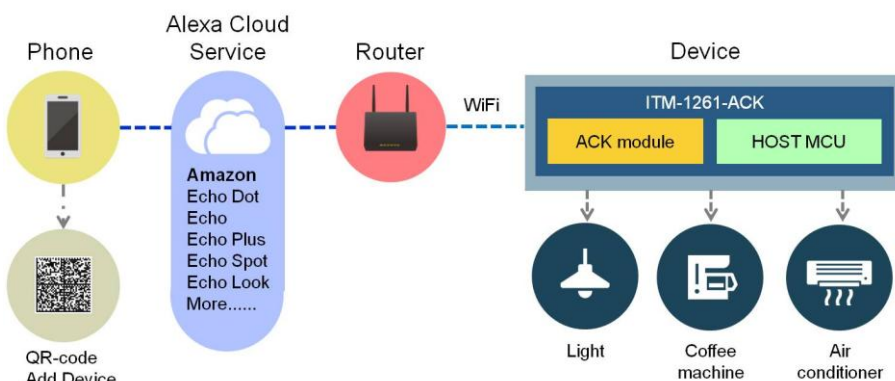 Phone
Alexa Cloud
Service
Router
Device
WiFi
ITM-1261-ACK
ACK module
HOST MCU
Amazon
Echo Dot
Echo
Echo Plus
Echo Spot
Echo Look
More......
QR-code
Add Device
Light
Coffee
machine
Air
conditioner